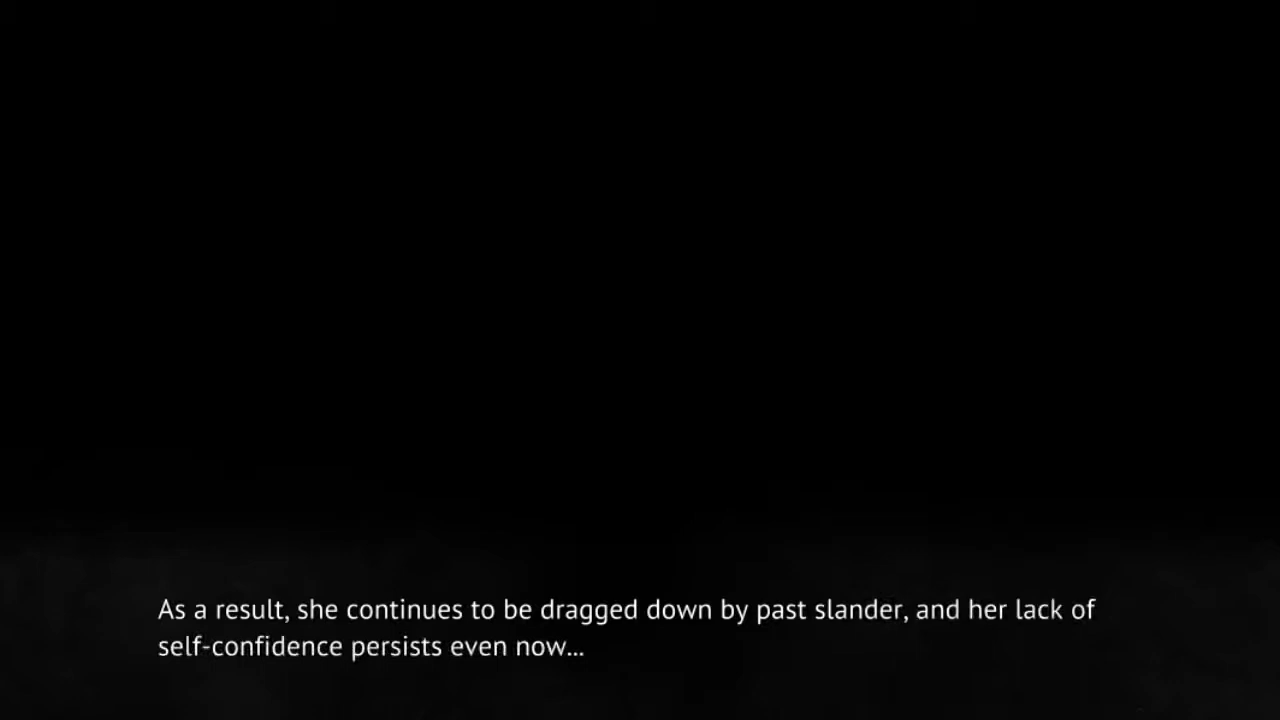 As a result, she continues to be dragged down by past slander, and her lack of
self-confidence persists even now...